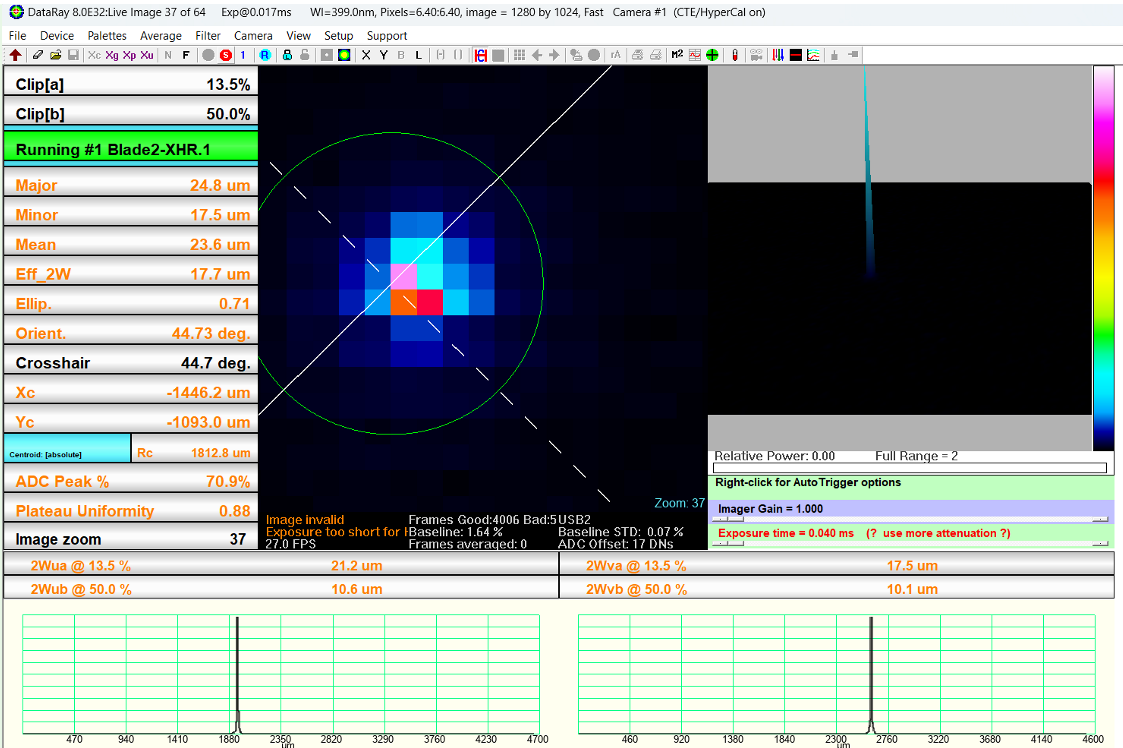 DataRay 8.0E32:Live Image 37 of 64 Exp@0.017ms Wl=399.0nm, Pixels=6.40:6.40, image = 1280 by 1024, Fast Camera #1 (CTE/HyperCal on)
File Device Palettes Average Filter Camera View Setup Support
Xc Xg Xp Xu N F S 1 R X Y B L rA M²
Clip[a] 13.5%
Clip[b] 50.0%
Running #1 Blade2-XHR.1
Major 24.8 um
Minor 17.5 um
Mean 23.6 um
Eff_2W 17.7 um
Ellip. 0.71
Orient. 44.73 deg.
Crosshair 44.7 deg.
Xc -1446.2 um
Yc -1093.0 um
Centroid: [absolute] Rc 1812.8 um
ADC Peak % 70.9%
Plateau Uniformity 0.88
Image zoom 37
Zoom: 37
Image invalid Frames Good:4006 Bad:5 USB2
Exposure too short for Baseline: 1.64 % Baseline STD: 0.07 %
27.0 FPS Frames averaged: 0 ADC Offset: 17 DNs
Relative Power: 0.00 Full Range = 2
Right-click for AutoTrigger options
Imager Gain = 1.000
Exposure time = 0.040 ms (? use more attenuation ?)
2Wua @ 13.5 % 21.2 um 2Wva @ 13.5 % 17.5 um
2Wub @ 50.0 % 10.6 um 2Wvb @ 50.0 % 10.1 um
470 940 1410 1880 2350 2820 3290 3760 4230 4700
um
460 920 1380 1840 2300 2760 3220 3680 4140 4600
um